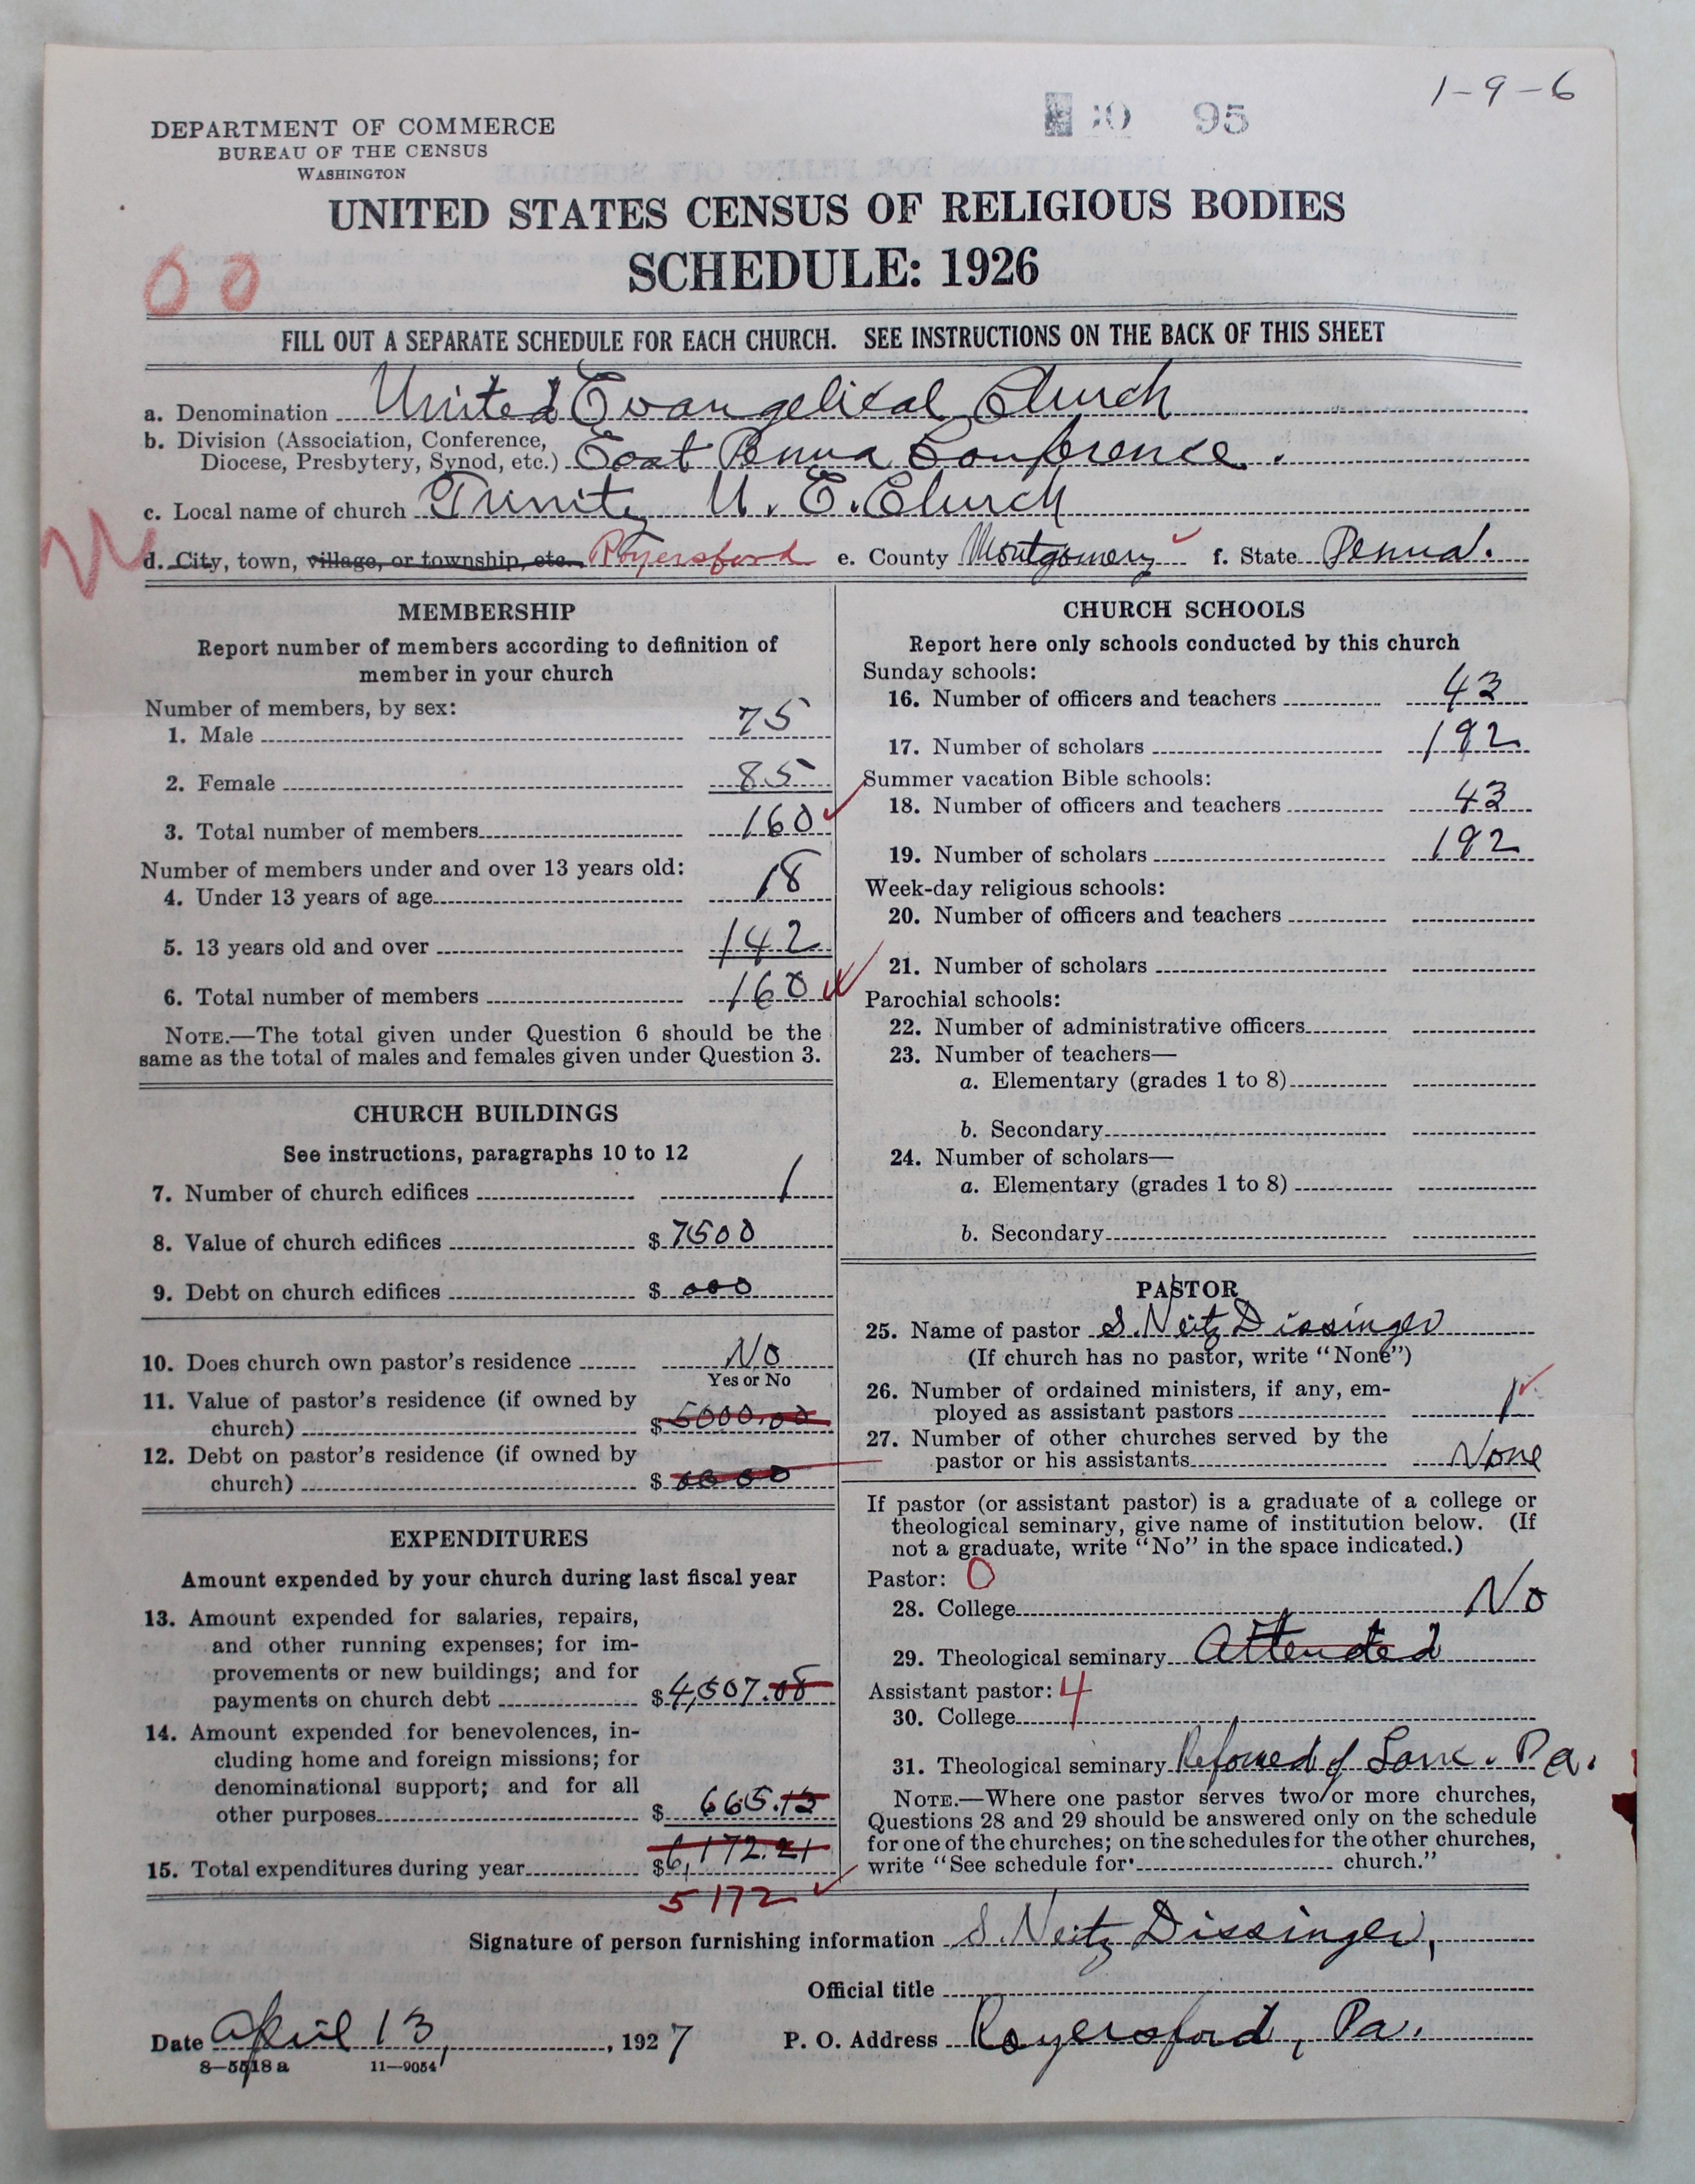 1-9-6
95
DEPARTMENT OF COMMERCE
BUREAU OF THE CENSUS
WASHINGTON
UNITED STATES CENSUS OF RELIGIOUS BODIES
SCHEDULE: 1926
00
FILL OUT A SEPARATE SCHEDULE FOR EACH CHURCH. SEE INSTRUCTIONS ON THE BACK OF THIS SHEET
a. Denomination United Evangelical Church
b. Division (Association, Conference,
Diocese, Presbytery, Synod, etc.) East Penna Conference.
c. Local name of church Trinity U. E. Church
d. City, town, village, or township, etc. Royersford e. County Montgomery f. State Penna.
MEMBERSHIP
Report number of members according to definition of
member in your church
Number of members, by sex:
1. Male 75
2. Female 85
3. Total number of members 160
Number of members under and over 13 years old:
4. Under 13 years of age 18
5. 13 years old and over 142
6. Total number of members 160
NOTE.—The total given under Question 6 should be the
same as the total of males and females given under Question 3.
CHURCH BUILDINGS
See instructions, paragraphs 10 to 12
7. Number of church edifices 1
8. Value of church edifices $ 7500
9. Debt on church edifices $ 000
10. Does church own pastor's residence No
Yes or No
11. Value of pastor's residence (if owned by
church) $ 5000.00
12. Debt on pastor's residence (if owned by
church) $ 0000
EXPENDITURES
Amount expended by your church during last fiscal year
13. Amount expended for salaries, repairs,
and other running expenses; for im-
provements or new buildings; and for
payments on church debt $ 4,507.08
14. Amount expended for benevolences, in-
cluding home and foreign missions; for
denominational support; and for all
other purposes $ 665.13
15. Total expenditures during year $ 6,172.21
5172
CHURCH SCHOOLS
Report here only schools conducted by this church
Sunday schools:
16. Number of officers and teachers 43
17. Number of scholars 192
Summer vacation Bible schools:
18. Number of officers and teachers 43
19. Number of scholars 192
Week-day religious schools:
20. Number of officers and teachers
21. Number of scholars
Parochial schools:
22. Number of administrative officers
23. Number of teachers—
a. Elementary (grades 1 to 8)
b. Secondary
24. Number of scholars—
a. Elementary (grades 1 to 8)
b. Secondary
PASTOR
25. Name of pastor S. Neitz Dissinger
(If church has no pastor, write "None")
26. Number of ordained ministers, if any, em-
ployed as assistant pastors 1
27. Number of other churches served by the
pastor or his assistants None
If pastor (or assistant pastor) is a graduate of a college or
theological seminary, give name of institution below. (If
not a graduate, write "No" in the space indicated.)
Pastor: 0
28. College No
29. Theological seminary Attended
Assistant pastor: 4
30. College
31. Theological seminary Reformed of Lanc. Pa.
NOTE.—Where one pastor serves two or more churches,
Questions 28 and 29 should be answered only on the schedule
for one of the churches; on the schedules for the other churches,
write "See schedule for church."
Signature of person furnishing information S. Neitz Dissinger,
Official title
Date April 13, 1927 P. O. Address Royersford, Pa.
8-5518a 11-9054